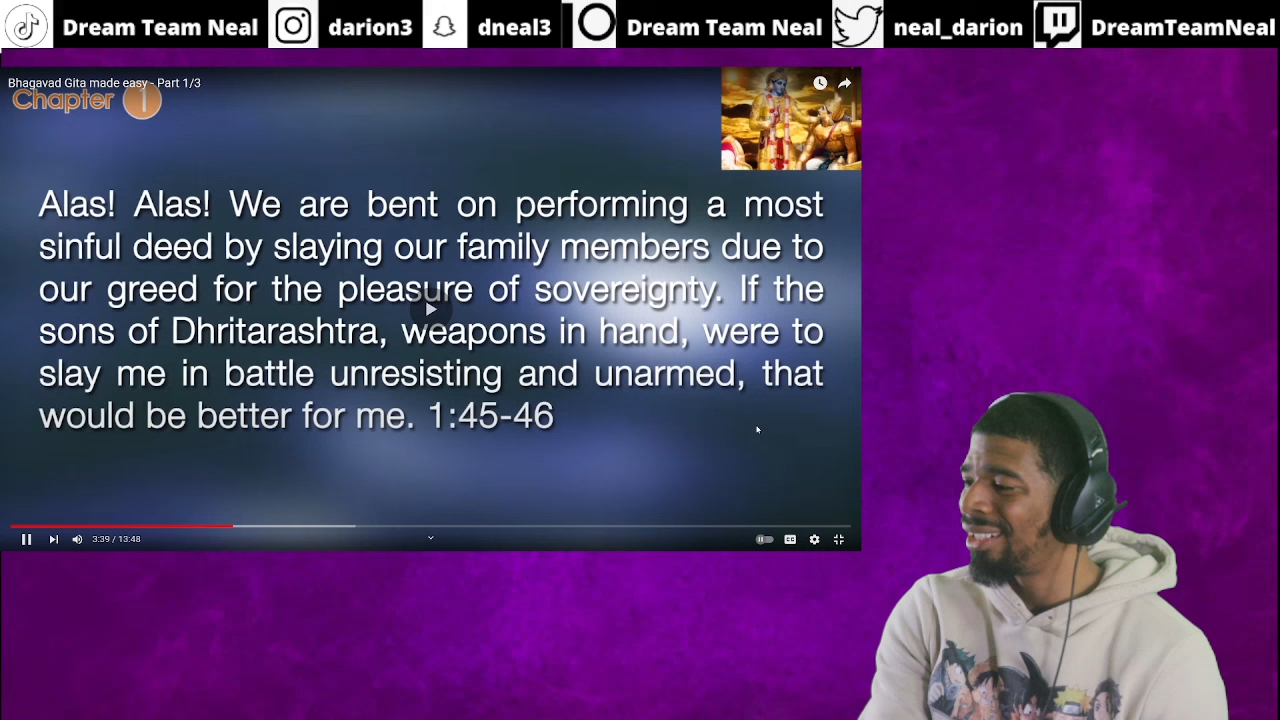 Dream Team Neal darion3 dneal3 Dream Team Neal neal_darion DreamTeamNeal
Bhagavad Gita made easy - Part 1/3
Chapter 1
Alas! Alas! We are bent on performing a most
sinful deed by slaying our family members due to
our greed for the pleasure of sovereignty. If the
sons of Dhritarashtra, weapons in hand, were to
slay me in battle unresisting and unarmed, that
would be better for me. 1:45-46
3:39 / 13:48
CC